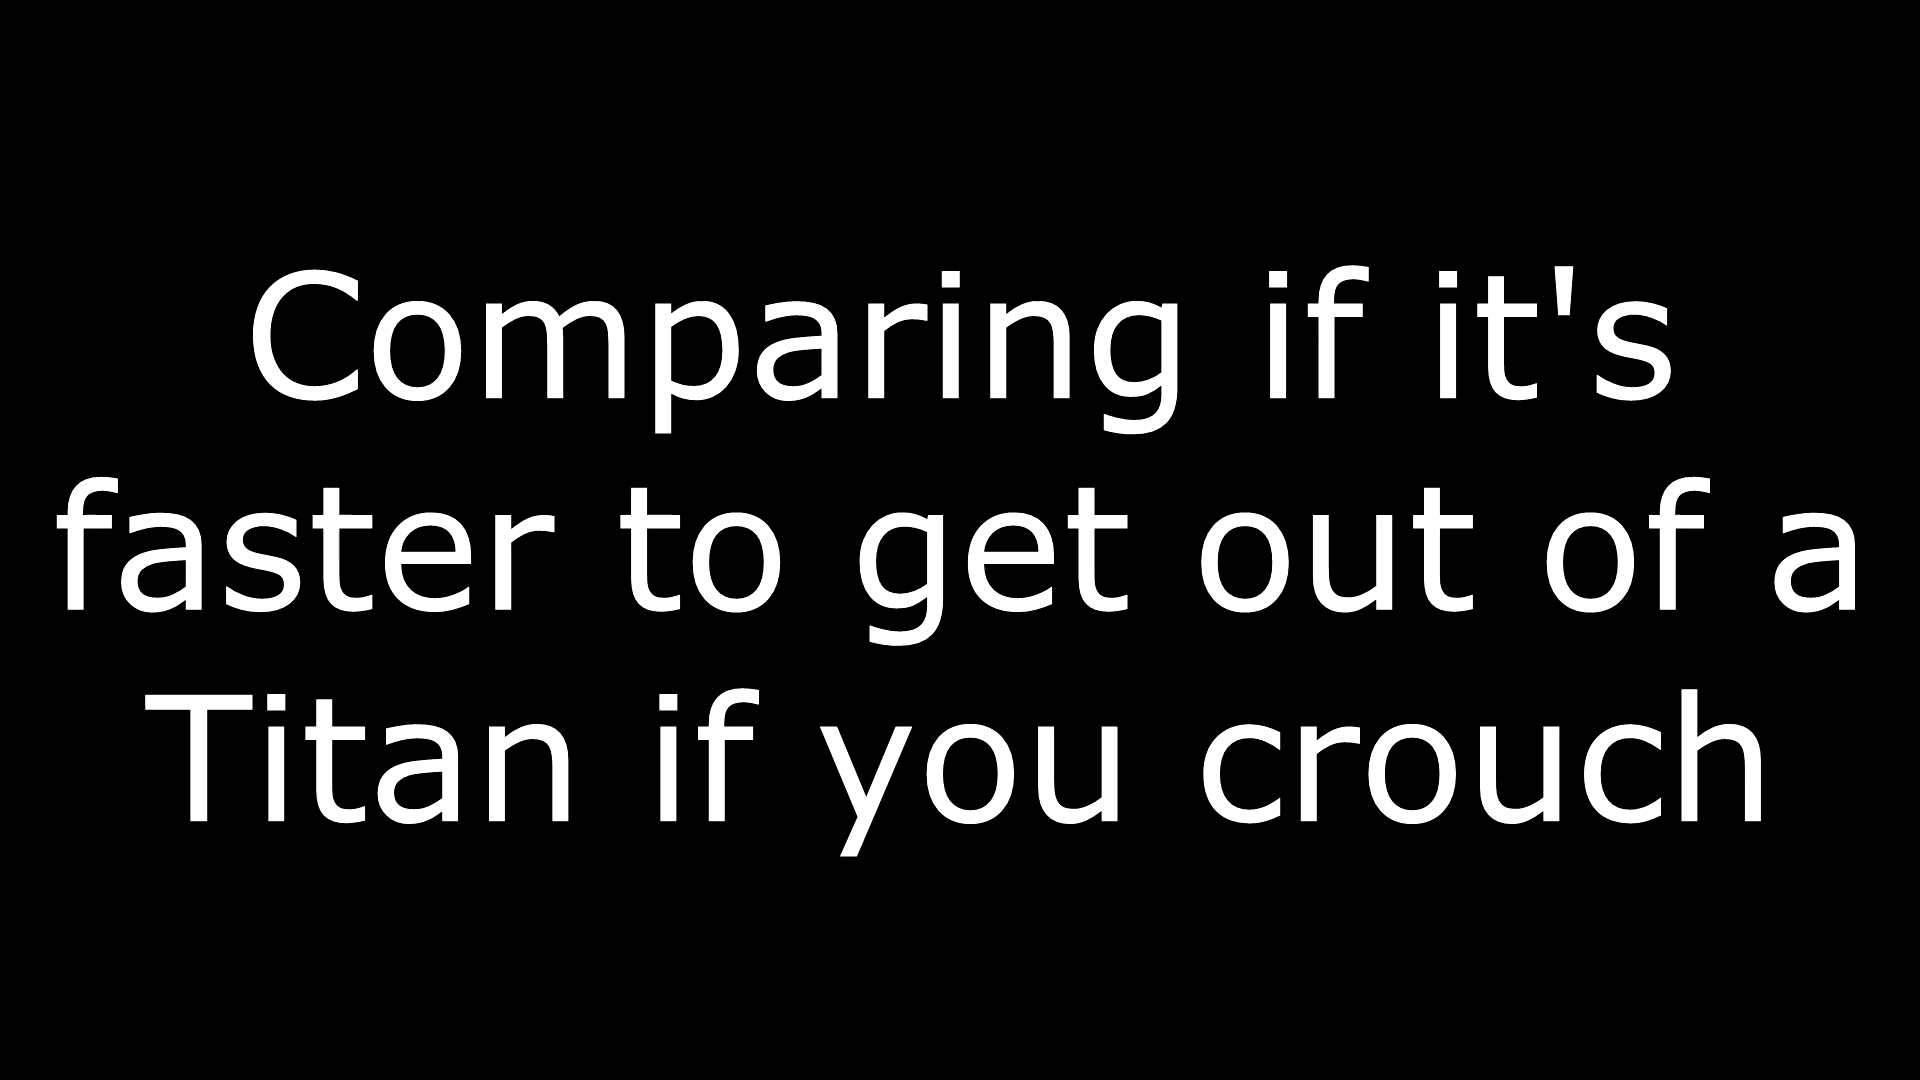 Comparing if it's
faster to get out of a
Titan if you crouch